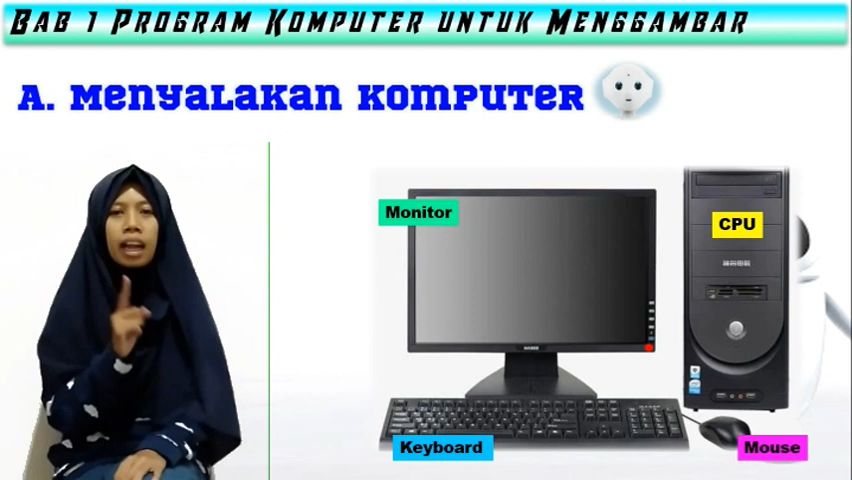 Bab 1 Program Komputer untuk Menggambar
A. Menyalakan Komputer
Monitor
CPU
Keyboard
Mouse